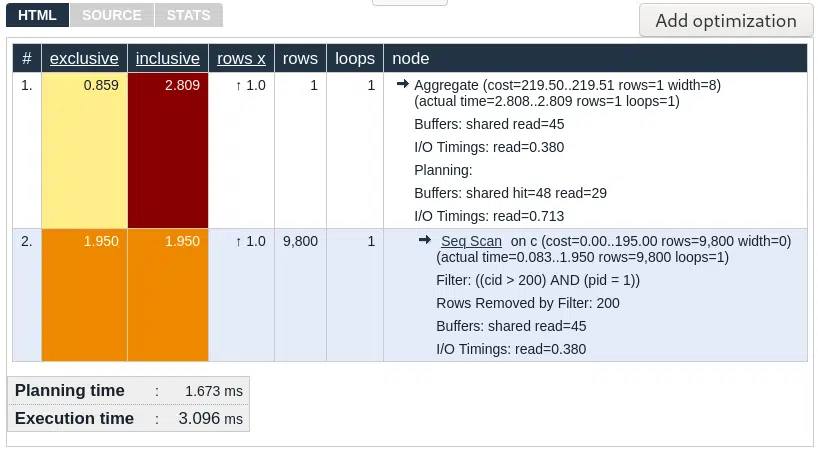 HTML SOURCE STATS
Add optimization
# exclusive inclusive rows x rows loops node
1. 0.859 2.809 ↑ 1.0 1 1 → Aggregate (cost=219.50..219.51 rows=1 width=8)
(actual time=2.808..2.809 rows=1 loops=1)
Buffers: shared read=45
I/O Timings: read=0.380
Planning:
Buffers: shared hit=48 read=29
I/O Timings: read=0.713
2. 1.950 1.950 ↑ 1.0 9,800 1 → Seq Scan on c (cost=0.00..195.00 rows=9,800 width=0)
(actual time=0.083..1.950 rows=9,800 loops=1)
Filter: ((cid > 200) AND (pid = 1))
Rows Removed by Filter: 200
Buffers: shared read=45
I/O Timings: read=0.380
Planning time : 1.673 ms
Execution time : 3.096 ms